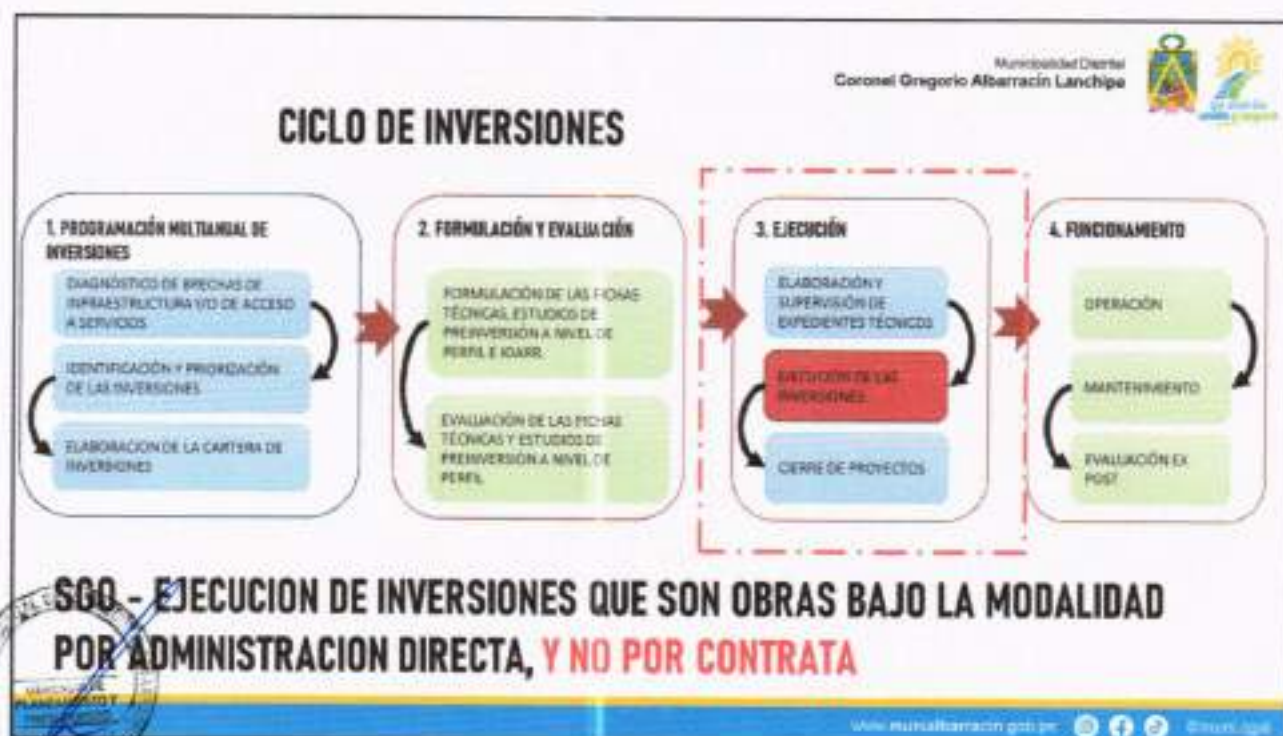 Municipalidad Distrital
Coronel Gregorio Albarracín Lanchipa
CICLO DE INVERSIONES
1. PROGRAMACIÓN MULTIANUAL DE
INVERSIONES
DIAGNÓSTICO DE BRECHAS DE
INFRAESTRUCTURA Y/O DE ACCESO
A SERVICIOS
IDENTIFICACIÓN Y PRIORIZACIÓN
DE LAS INVERSIONES
ELABORACION DE LA CARTERA DE
INVERSIONES
2. FORMULACIÓN Y EVALUACIÓN
FORMULACIÓN DE LAS FICHAS
TÉCNICAS, ESTUDIOS DE
PREINVERSIÓN A NIVEL DE
PERFIL E IOARR.
EVALUACIÓN DE LAS FICHAS
TÉCNICAS Y ESTUDIOS DE
PREINVERSIÓN A NIVEL DE
PERFIL
3. EJECUCIÓN
ELABORACIÓN Y
SUPERVISIÓN DE
EXPEDIENTES TÉCNICOS
EJECUCIÓN DE LAS
INVERSIONES
CIERRE DE PROYECTOS
4. FUNCIONAMIENTO
OPERACIÓN
MANTENIMIENTO
EVALUACIÓN EX
POST
SGO - EJECUCION DE INVERSIONES QUE SON OBRAS BAJO LA MODALIDAD
POR ADMINISTRACION DIRECTA, Y NO POR CONTRATA
PLANEAMIENTO Y
www.munialbarracin.gob.pe